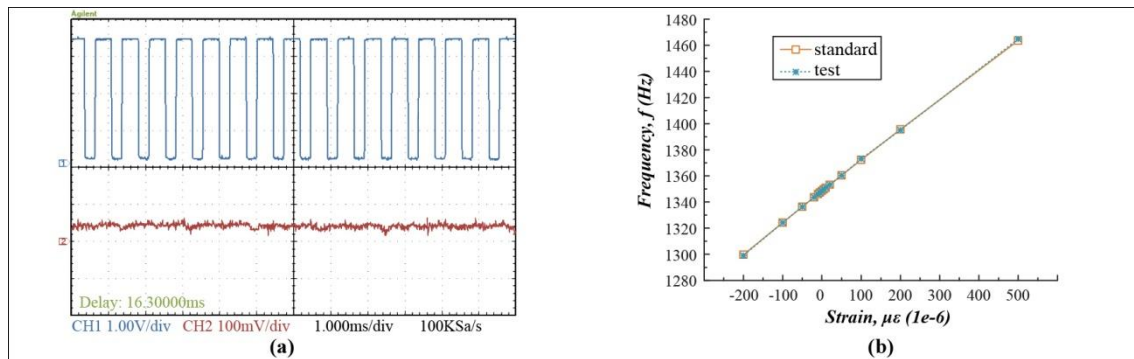 Agilent
1
2
Delay: 16.30000ms
CH1 1.00V/div CH2 100mV/div 1.000ms/div 100KSa/s
(a)
Frequency, f (Hz)
1480
1460
1440
1420
1400
1380
1360
1340
1320
1300
1280
standard
test
-200 -100 0 100 200 300 400 500
Strain, με (1e-6)
(b)